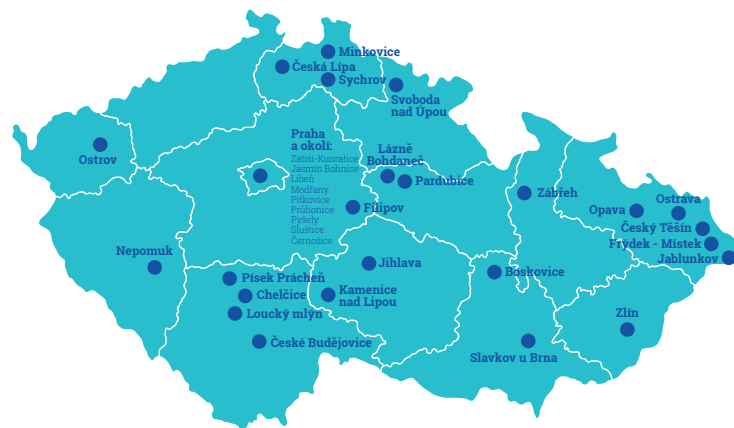 Minkovice
Česká Lípa
Sychrov
Svoboda
nad Úpou
Praha
a okolí:
Zátiší-Kunratice
Jasmín Bohnice
Libeň
Modřany
Pitkovice
Průhonice
Pyšely
Sluštice
Černošice
Ostrov
Lázně
Bohdaneč
Pardubice
Filipov
Zábřeh
Ostrava
Opava
Český Těšín
Frýdek - Místek
Jablunkov
Nepomuk
Jihlava
Písek Prácheň
Chelčice
Loucký mlýn
Kamenice
nad Lipou
Boskovice
České Budějovice
Zlín
Slavkov u Brna